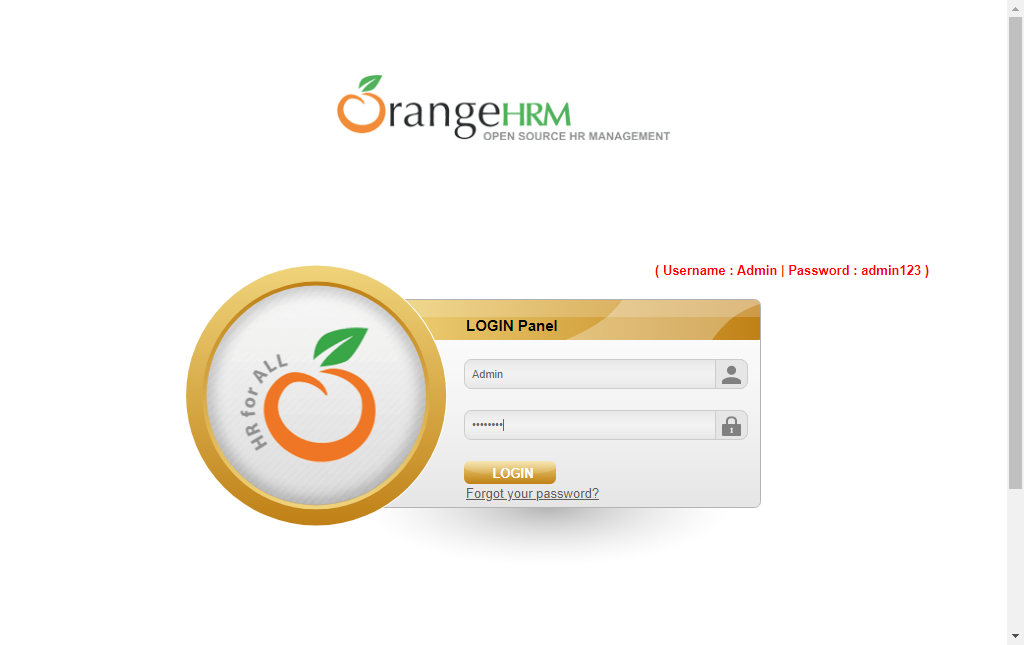 OrangeHRM
OPEN SOURCE HR MANAGEMENT
( Username : Admin | Password : admin123 )
LOGIN Panel
HR for ALL
Admin
••••••••
LOGIN
Forgot your password?